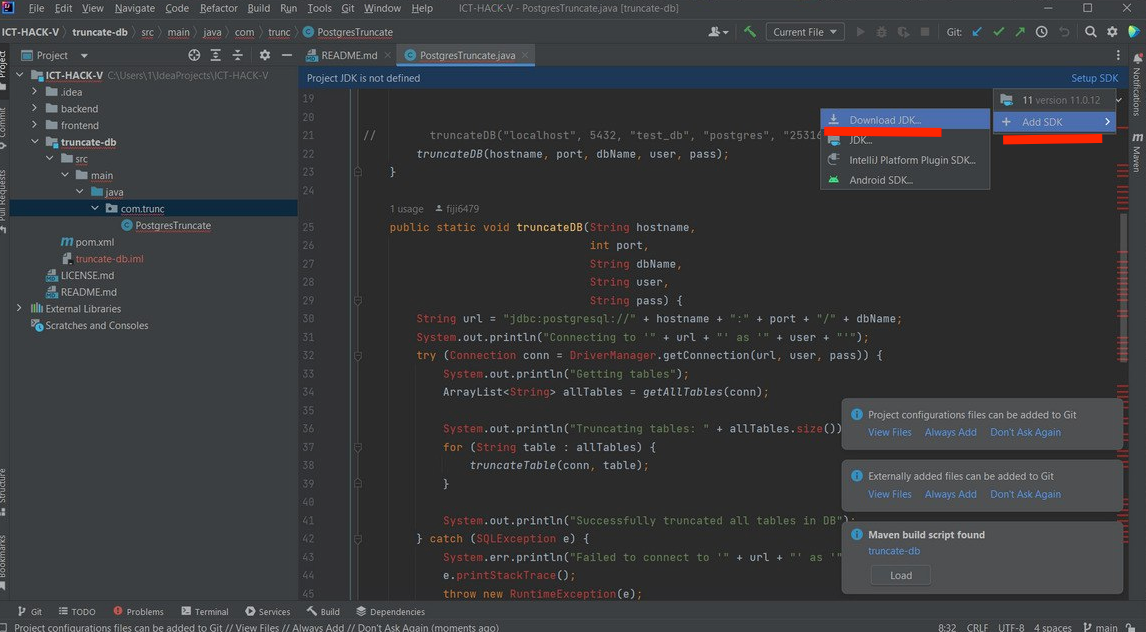 File Edit View Navigate Code Refactor Build Run Tools Git Window Help ICT-HACK-V - PostgresTruncate.java [truncate-db]
ICT-HACK-V truncate-db src main java com trunc PostgresTruncate Current File Git:
Project README.md PostgresTruncate.java
Project JDK is not defined Setup SDK
ICT-HACK-V C:\Users\1\IdeaProjects\ICT-HACK-V
.idea
backend
frontend
truncate-db
src
main
java
com.trunc
PostgresTruncate
pom.xml
truncate-db.iml
LICENSE.md
README.md
External Libraries
Scratches and Consoles
11 version 11.0.12
Add SDK
Download JDK...
JDK...
IntelliJ Platform Plugin SDK...
Android SDK...
19
20
21 // truncateDB("localhost", 5432, "test_db", "postgres", "25316
22 truncateDB(hostname, port, dbName, user, pass);
23 }
24
1 usage fiji6479
25 public static void truncateDB(String hostname,
26 int port,
27 String dbName,
28 String user,
29 String pass) {
30 String url = "jdbc:postgresql://" + hostname + ":" + port + "/" + dbName;
31 System.out.println("Connecting to '" + url + "' as '" + user + "'");
32 try (Connection conn = DriverManager.getConnection(url, user, pass)) {
33 System.out.println("Getting tables");
34 ArrayList<String> allTables = getAllTables(conn);
35
36 System.out.println("Truncating tables: " + allTables.size())
37 for (String table : allTables) {
38 truncateTable(conn, table);
39 }
40
41 System.out.println("Successfully truncated all tables in DB");
42 } catch (SQLException e) {
43 System.err.println("Failed to connect to '" + url + "' as '"
44 e.printStackTrace();
45 throw new RuntimeException(e);
Project configurations files can be added to Git
View Files Always Add Don't Ask Again
Externally added files can be added to Git
View Files Always Add Don't Ask Again
Maven build script found
truncate-db
Load
Project
Commit
Pull Requests
Structure
Bookmarks
Notifications
Maven
Git TODO Problems Terminal Services Build Dependencies
Project configurations files can be added to Git // View Files // Always Add // Don't Ask Again (moments ago) 8:32 CRLF UTF-8 4 spaces main